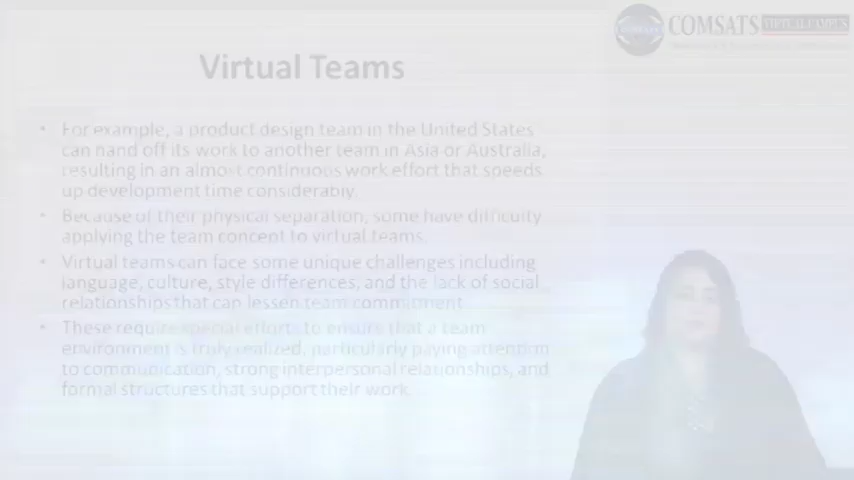 COMSATS VIRTUAL CAMPUS
Virtual Teams
• For example, a product design team in the United States
can hand off its work to another team in Asia or Australia,
resulting in an almost continuous work effort that speeds
up development time considerably.
• Because of their physical separation, some have difficulty
applying the team concept to virtual teams.
• Virtual teams can face some unique challenges including
language, culture, style differences, and the lack of social
relationships that can lessen team commitment.
• These require special efforts to ensure that a team
environment is truly realized, particularly paying attention
to communication, strong interpersonal relationships, and
formal structures that support their work.